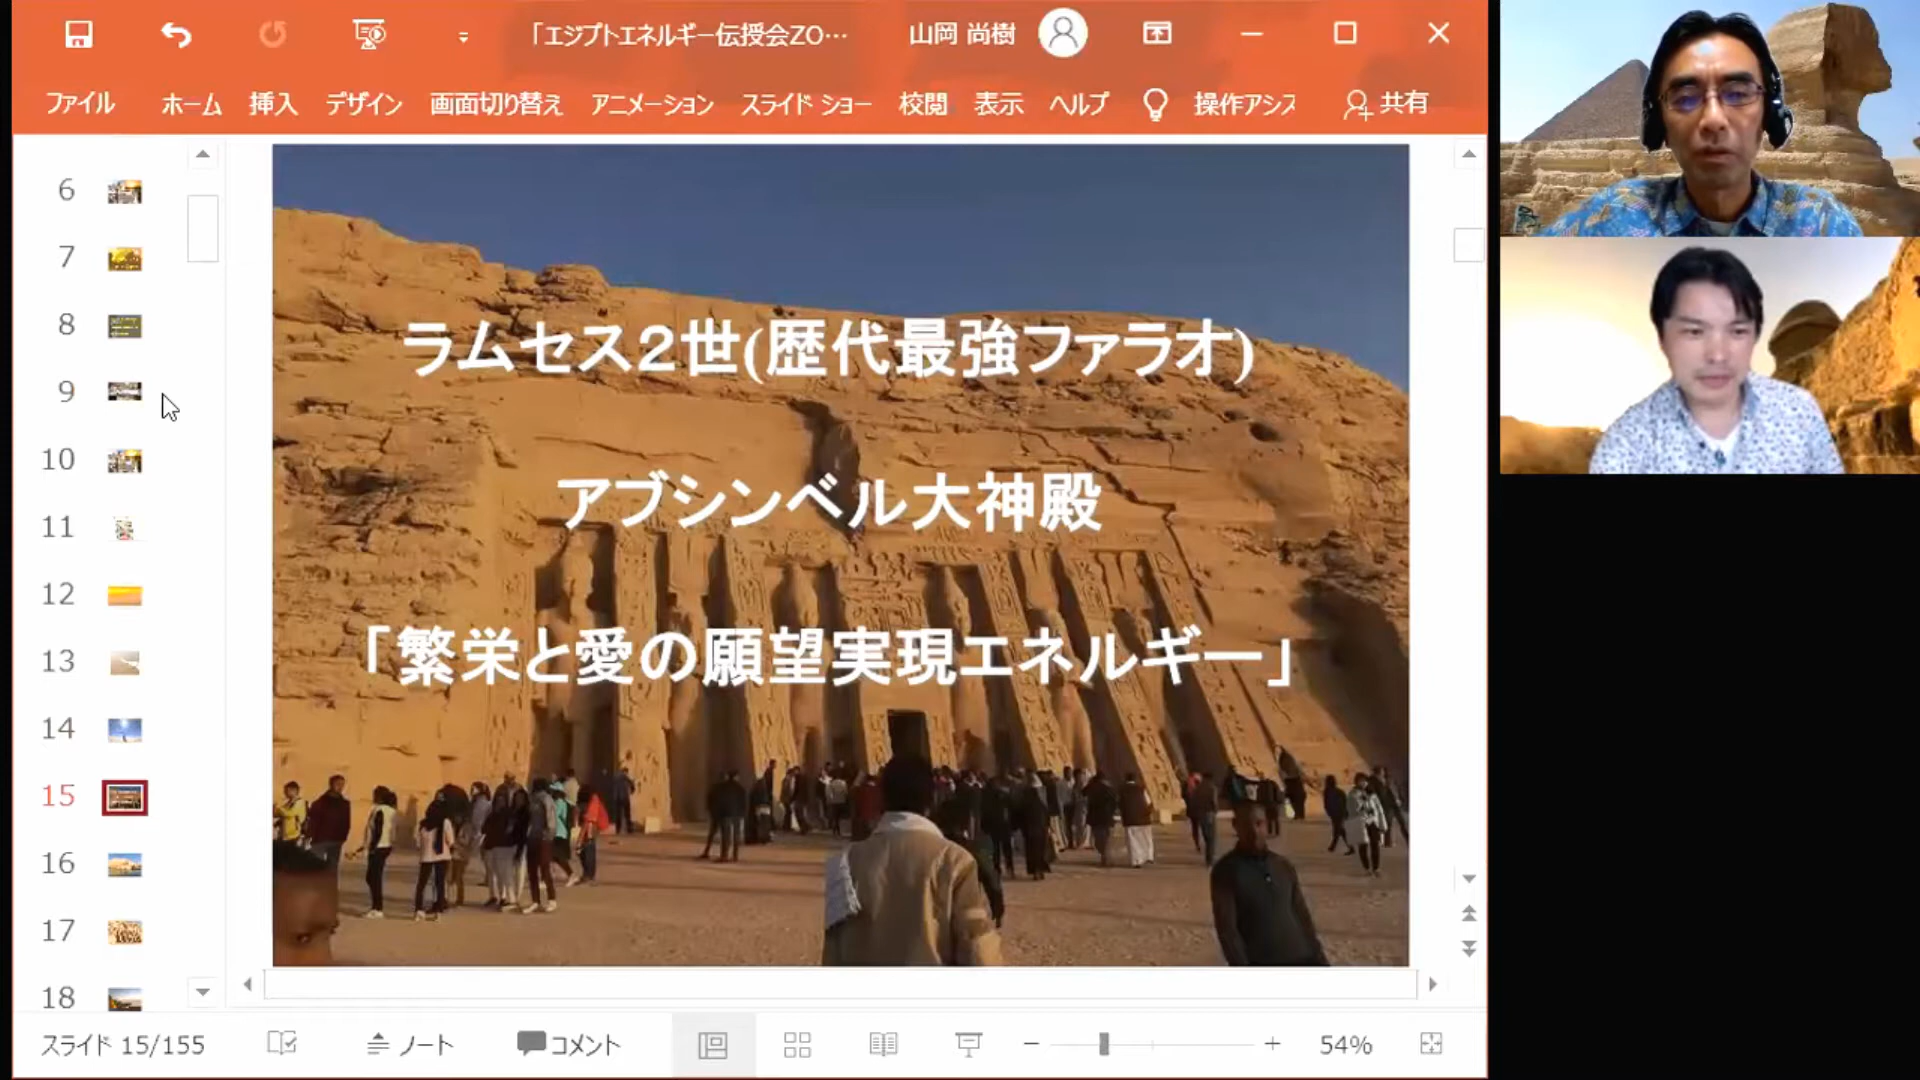 「エジプトエネルギー伝授会ZO…
山岡 尚樹
ファイル
ホーム
挿入
デザイン
画面切り替え
アニメーション
スライド ショー
校閲
表示
ヘルプ
操作アシス
共有
6
7
8
9
10
11
12
13
14
15
16
17
18
ラムセス２世(歴代最強ファラオ)
アブシンベル大神殿
「繁栄と愛の願望実現エネルギー」
スライド 15/155
ノート
コメント
54%